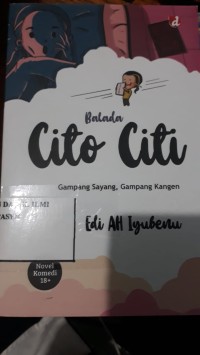 d
Balada
Cito Citi
Gampang Sayang, Gampang Kangen
Edi AH Iyubenu
Novel
Komedi
18+